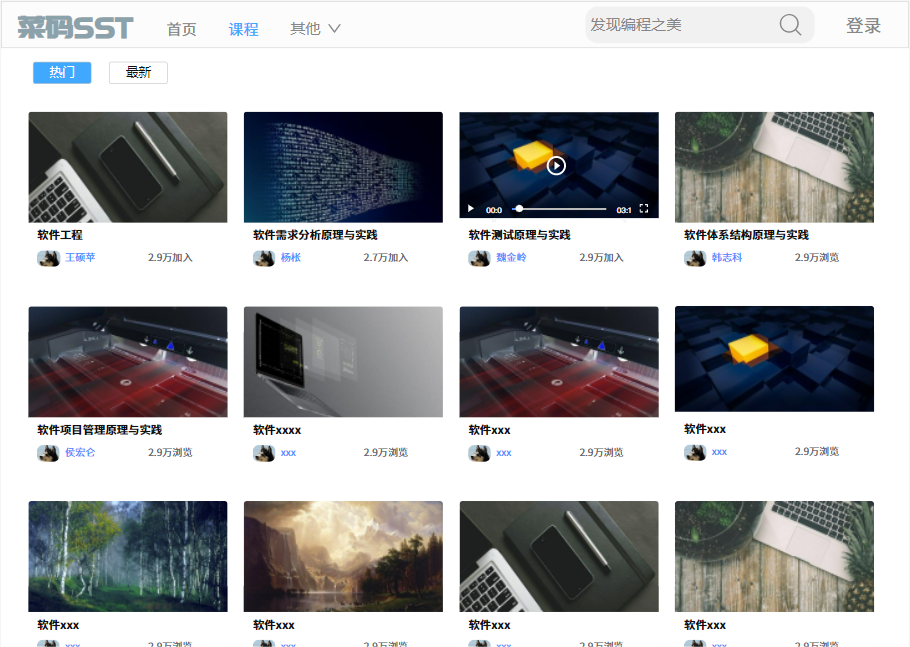 菜码SST 首页 课程 其他 发现编程之美 登录
热门 最新
00:0 03:1
软件工程 软件需求分析原理与实践 软件测试原理与实践 软件体系结构原理与实践
王硕苹 2.9万加入 杨枨 2.7万加入 魏金岭 2.9万加入 韩志科 2.9万浏览
软件项目管理原理与实践 软件xxxx 软件xxx 软件xxx
侯宏仑 2.9万浏览 xxx 2.9万浏览 xxx 2.9万浏览 xxx 2.9万浏览
软件xxx 软件xxx 软件xxx 软件xxx
xxx 2.9万浏览 xxx 2.9万浏览 xxx 2.9万浏览 xxx 2.9万浏览